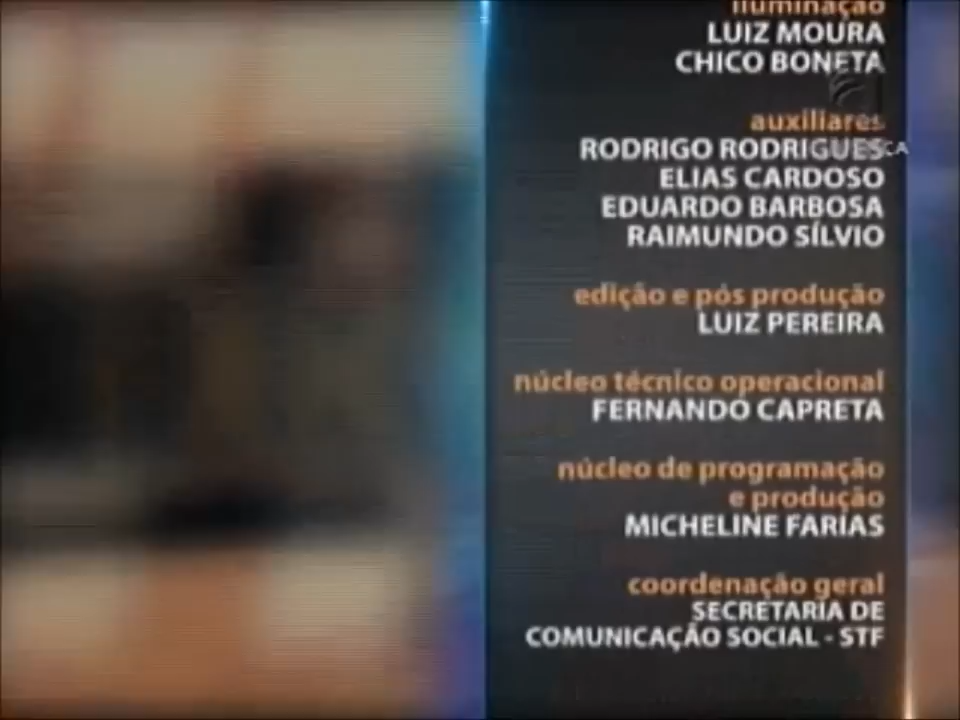 iluminação
LUIZ MOURA
CHICO BONETA
auxiliares
RODRIGO RODRIGUES
ELIAS CARDOSO
EDUARDO BARBOSA
RAIMUNDO SÍLVIO
edição e pós produção
LUIZ PEREIRA
núcleo técnico operacional
FERNANDO CAPRETA
núcleo de programação
e produção
MICHELINE FARIAS
coordenação geral
SECRETARIA DE
COMUNICAÇÃO SOCIAL - STF